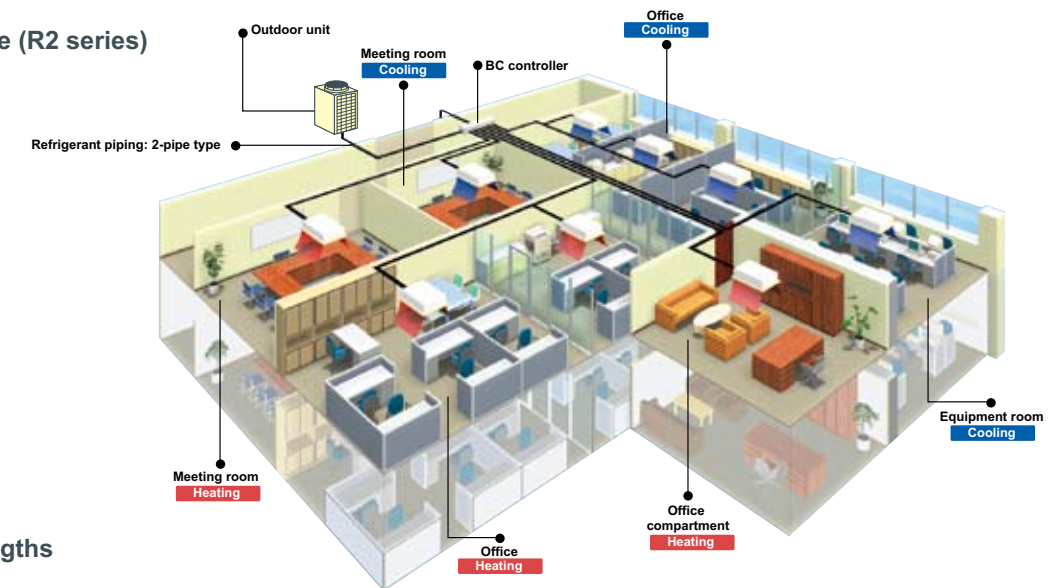 e (R2 series)
Outdoor unit
Office
Cooling
Meeting room
Cooling
BC controller
Refrigerant piping: 2-pipe type
Equipment room
Cooling
Meeting room
Heating
Office
compartment
Heating
Office
Heating
gths